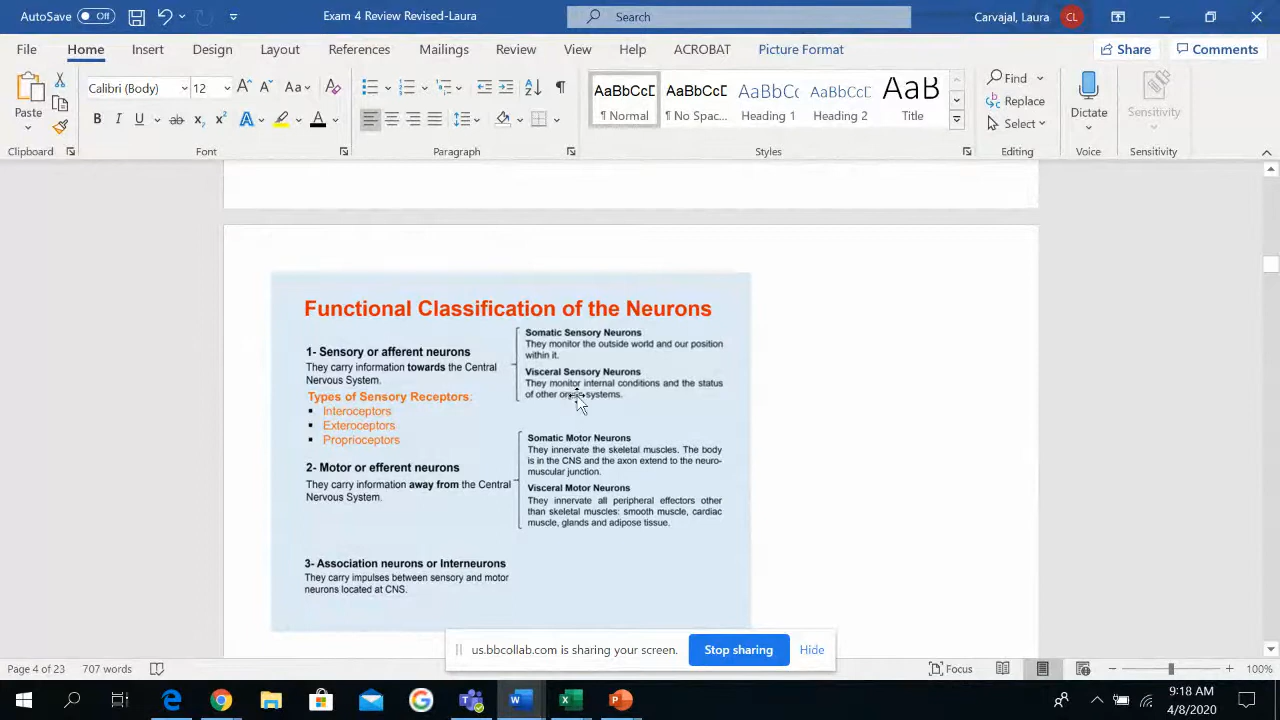 AutoSave Off
Exam 4 Review Revised-Laura
Search
Carvajal, Laura CL
File Home Insert Design Layout References Mailings Review View Help ACROBAT Picture Format
Share Comments
Paste
Calibri (Body) 12
AaBbCcD AaBbCcD AaBbCc AaBbCcD AaB
¶ Normal ¶ No Spac... Heading 1 Heading 2 Title
Find
Replace
Select
Dictate
Sensitivity
Clipboard Font Paragraph Styles Editing Voice Sensitivity
Functional Classification of the Neurons
1- Sensory or afferent neurons
They carry information towards the Central
Nervous System.
Types of Sensory Receptors:
▪ Interoceptors
▪ Exteroceptors
▪ Proprioceptors
Somatic Sensory Neurons
They monitor the outside world and our position
within it.
Visceral Sensory Neurons
They monitor internal conditions and the status
of other organ systems.
2- Motor or efferent neurons
They carry information away from the Central
Nervous System.
Somatic Motor Neurons
They innervate the skeletal muscles. The body
is in the CNS and the axon extend to the neuro-
muscular junction.
Visceral Motor Neurons
They innervate all peripheral effectors other
than skeletal muscles: smooth muscle, cardiac
muscle, glands and adipose tissue.
3- Association neurons or Interneurons
They carry impulses between sensory and motor
neurons located at CNS.
us.bbcollab.com is sharing your screen. Stop sharing Hide
Page 4 of 23 707 words
Focus
100%
9:18 AM
4/8/2020